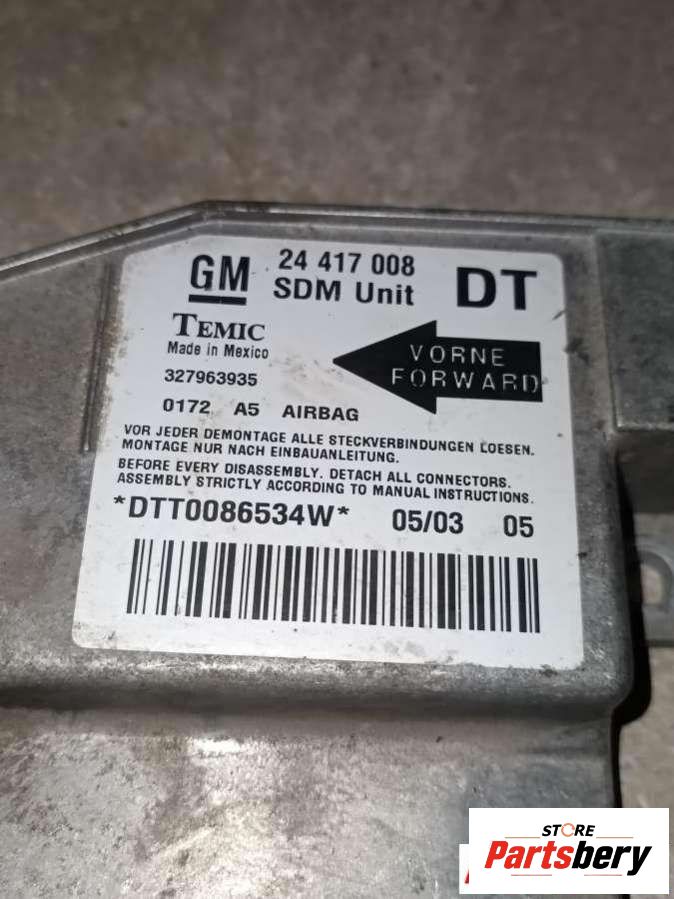 GM 24 417 008 DT
SDM Unit
TEMIC
Made in Mexico
VORNE
FORWARD
327963935
0172 A5 AIRBAG
VOR JEDER DEMONTAGE ALLE STECKVERBINDUNGEN LOESEN.
MONTAGE NUR NACH EINBAUANLEITUNG.
BEFORE EVERY DISASSEMBLY. DETACH ALL CONNECTORS.
ASSEMBLY STRICTLY ACCORDING TO MANUAL INSTRUCTIONS.
*DTT0086534W* 05/03 05
STORE
Partsbery